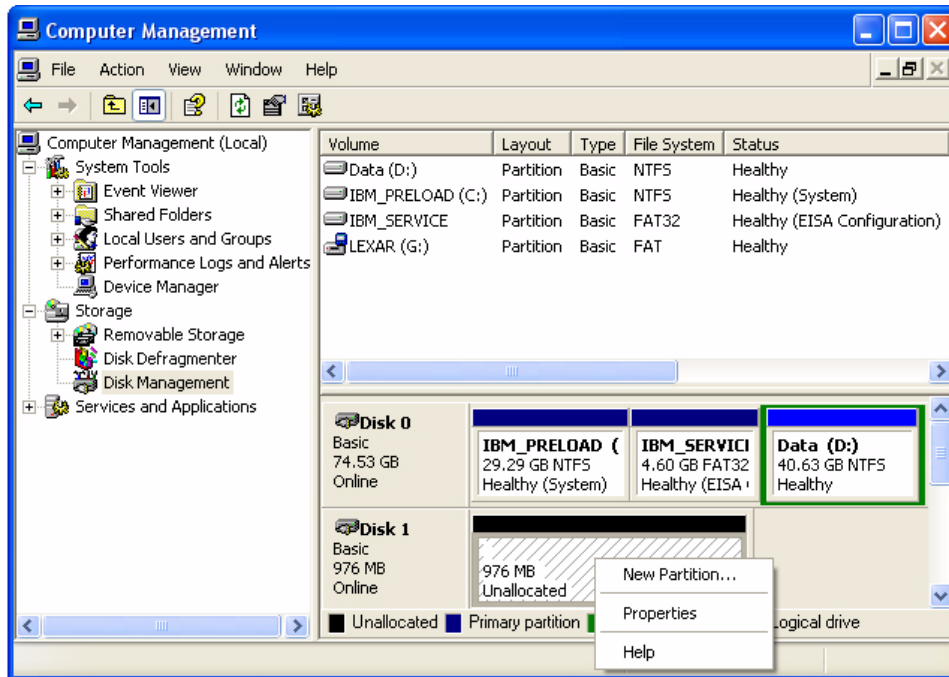 Computer Management
File Action View Window Help
Computer Management (Local)
System Tools
Event Viewer
Shared Folders
Local Users and Groups
Performance Logs and Alerts
Device Manager
Storage
Removable Storage
Disk Defragmenter
Disk Management
Services and Applications
Volume Layout Type File System Status
Data (D:) Partition Basic NTFS Healthy
IBM_PRELOAD (C:) Partition Basic NTFS Healthy (System)
IBM_SERVICE Partition Basic FAT32 Healthy (EISA Configuration)
LEXAR (G:) Partition Basic FAT Healthy
Disk 0
Basic
74.53 GB
Online
IBM_PRELOAD (
29.29 GB NTFS
Healthy (System)
IBM_SERVICI
4.60 GB FAT32
Healthy (EISA
Data (D:)
40.63 GB NTFS
Healthy
Disk 1
Basic
976 MB
Online
976 MB
Unallocated
New Partition...
Properties
Help
Unallocated Primary partition Logical drive